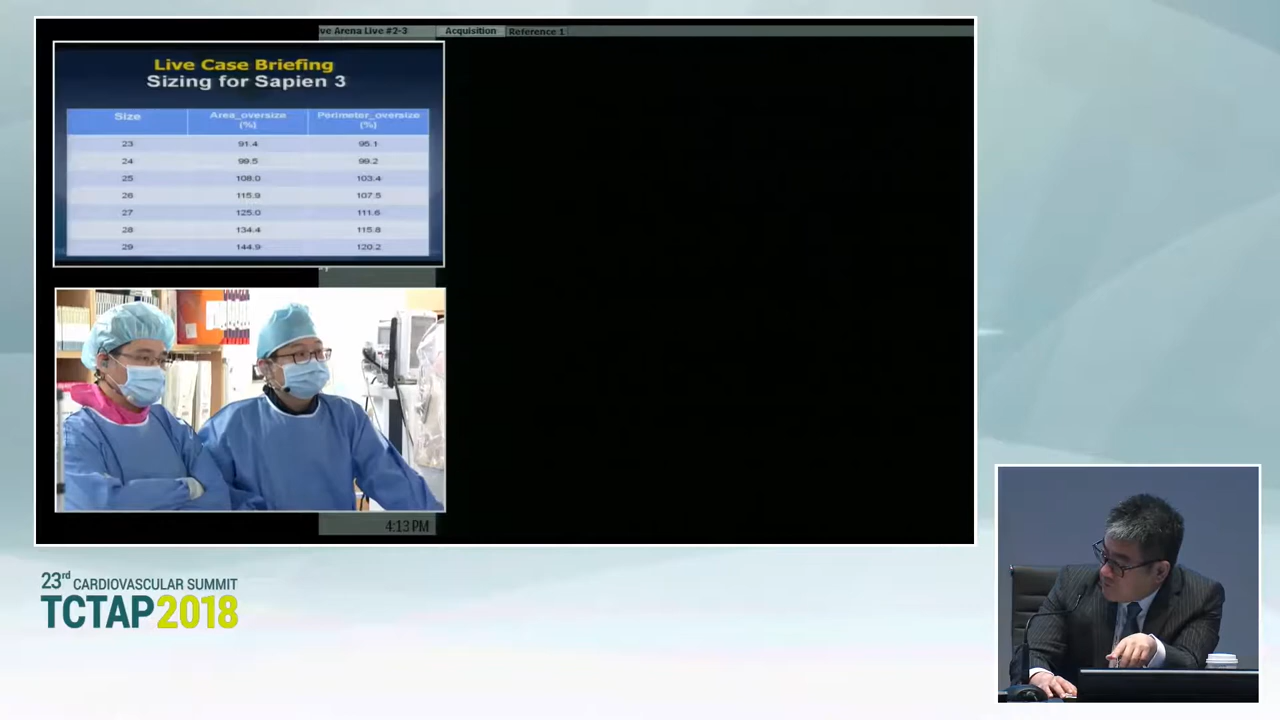 ve Arena Live #2-3 Acquisition Reference 1
Live Case Briefing
Sizing for Sapien 3
Size Area_oversize (%) Perimeter_oversize (%)
23 91.4 95.1
24 99.5 99.2
25 108.0 103.4
26 115.9 107.5
27 125.0 111.6
28 134.4 115.8
29 144.9 120.2
4:13 PM
23rd CARDIOVASCULAR SUMMIT
TCTAP2018